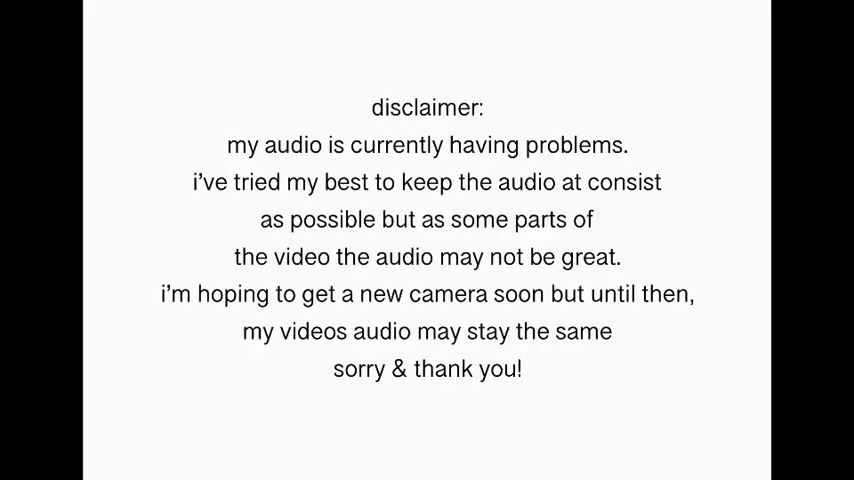 disclaimer:
my audio is currently having problems.
i’ve tried my best to keep the audio at consist
as possible but as some parts of
the video the audio may not be great.
i’m hoping to get a new camera soon but until then,
my videos audio may stay the same
sorry & thank you!